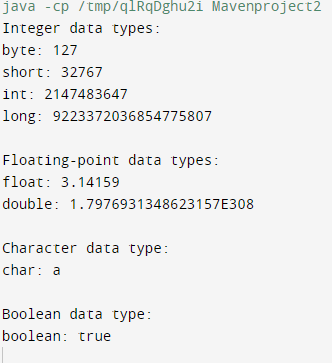 java -cp /tmp/qlRqDghu2i Mavenproject2
Integer data types:
byte: 127
short: 32767
int: 2147483647
long: 9223372036854775807
Floating-point data types:
float: 3.14159
double: 1.7976931348623157E308
Character data type:
char: a
Boolean data type:
boolean: true